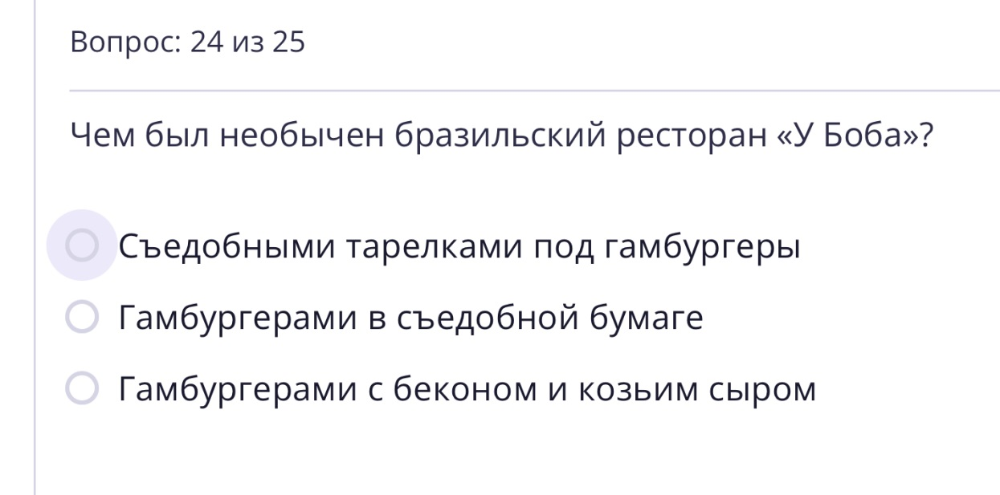 Вопрос: 24 из 25
Чем был необычен бразильский ресторан «У Боба»?
Съедобными тарелками под гамбургеры
Гамбургерами в съедобной бумаге
Гамбургерами с беконом и козьим сыром